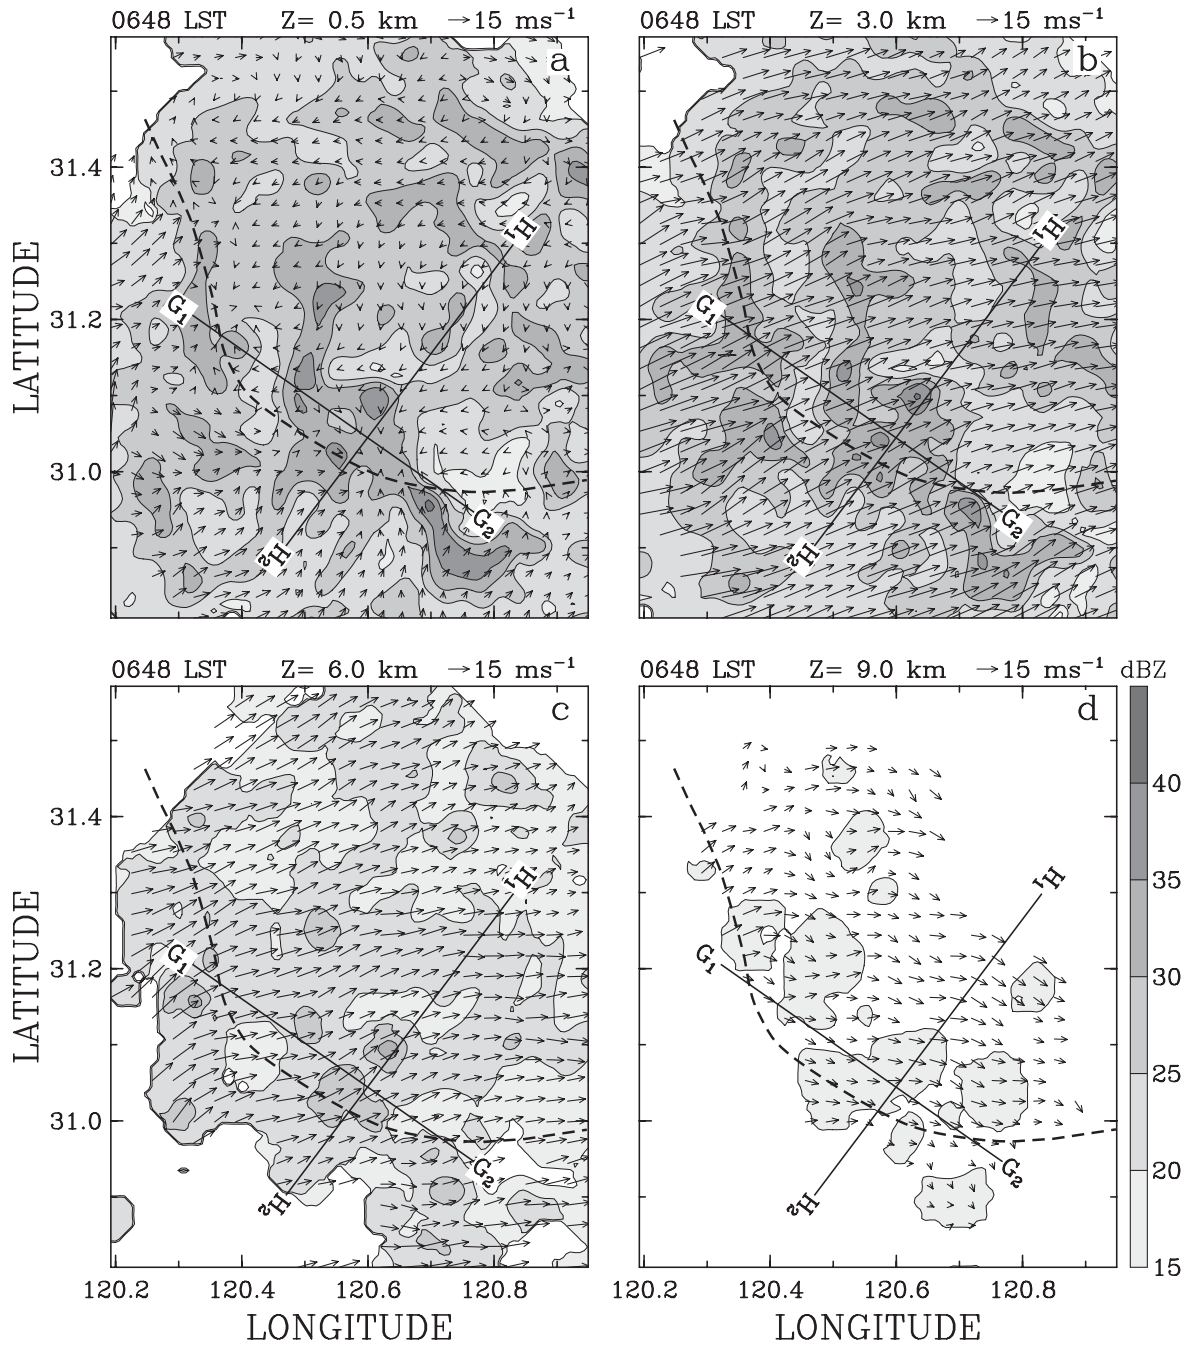 0648 LST Z= 0.5 km →15 ms⁻¹
0648 LST Z= 3.0 km →15 ms⁻¹
a
b
LATITUDE
31.4
31.2
31.0
G₁
H₁
G₂
H₂
G₁
H₁
G₂
H₂
0648 LST Z= 6.0 km →15 ms⁻¹
0648 LST Z= 9.0 km →15 ms⁻¹ dBZ
c
d
LATITUDE
31.4
31.2
31.0
G₁
H₁
G₂
H₂
G₁
H₁
G₂
H₂
40
35
30
25
20
15
120.2 120.4 120.6 120.8
120.2 120.4 120.6 120.8
LONGITUDE
LONGITUDE